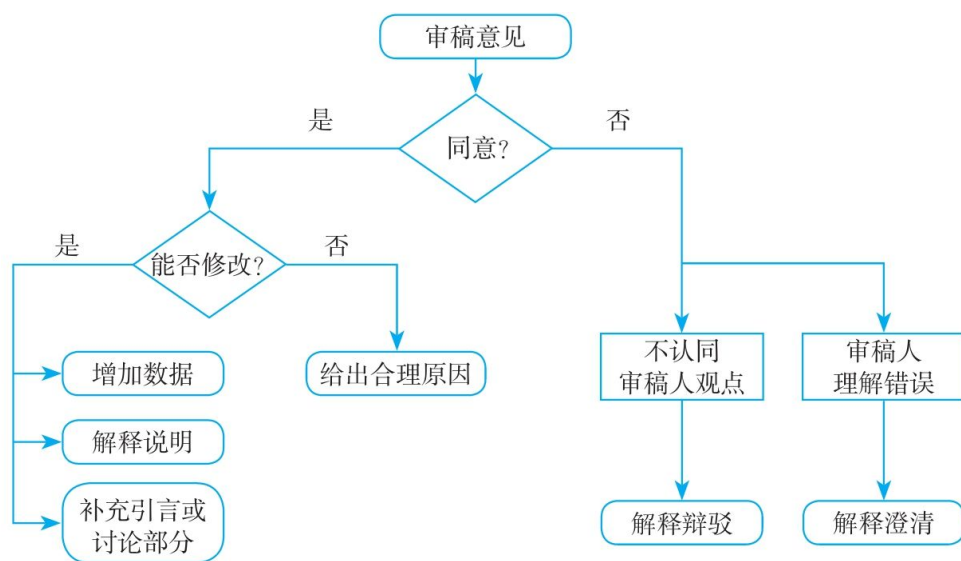 审稿意见
是
否
同意?
是
否
能否修改?
不认同
审稿人观点
审稿人
理解错误
增加数据
给出合理原因
解释说明
补充引言或
讨论部分
解释辩驳
解释澄清